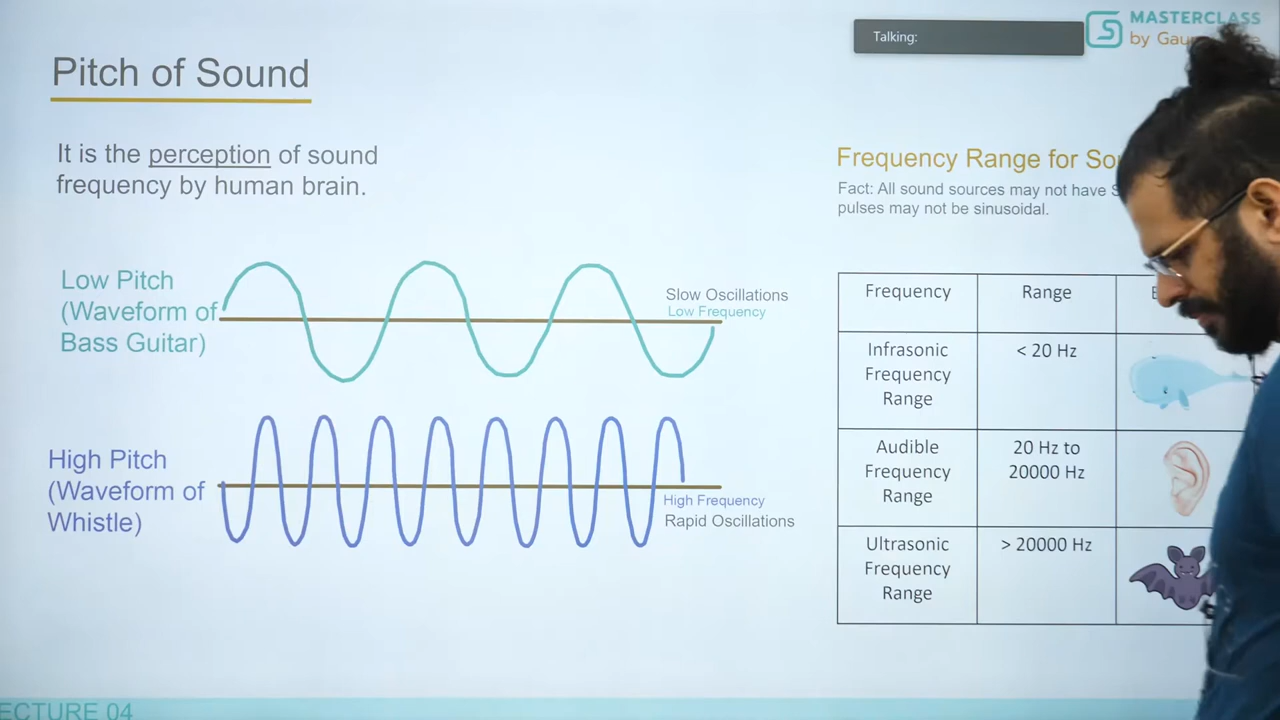 Talking:
MASTERCLASS
by
Pitch of Sound
It is the perception of sound
frequency by human brain.
Low Pitch
(Waveform of
Bass Guitar)
Slow Oscillations
Low Frequency
High Pitch
(Waveform of
Whistle)
High Frequency
Rapid Oscillations
Frequency Range for
Fact: All sound sources may not have
pulses may not be sinusoidal.
Frequency
Range
Infrasonic
Frequency
Range
< 20 Hz
Audible
Frequency
Range
20 Hz to
20000 Hz
Ultrasonic
Frequency
Range
> 20000 Hz
ECTURE 04